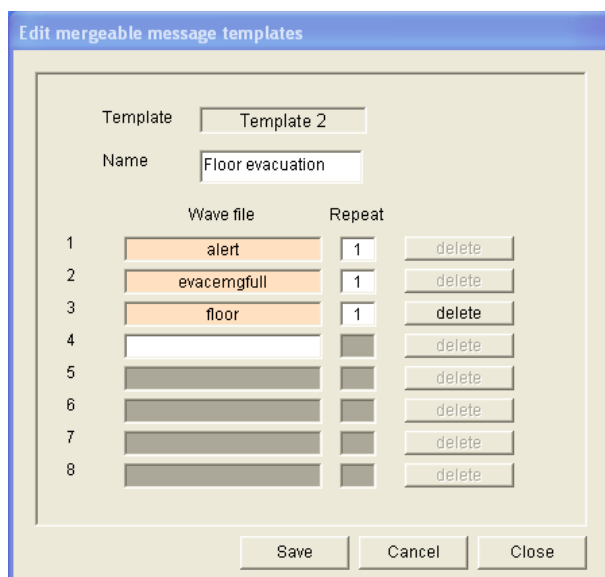 Edit mergeable message templates
Template Template 2
Name Floor evacuation
Wave file Repeat
1 alert 1 delete
2 evacemgfull 1 delete
3 floor 1 delete
4 delete
5 delete
6 delete
7 delete
8 delete
Save Cancel Close